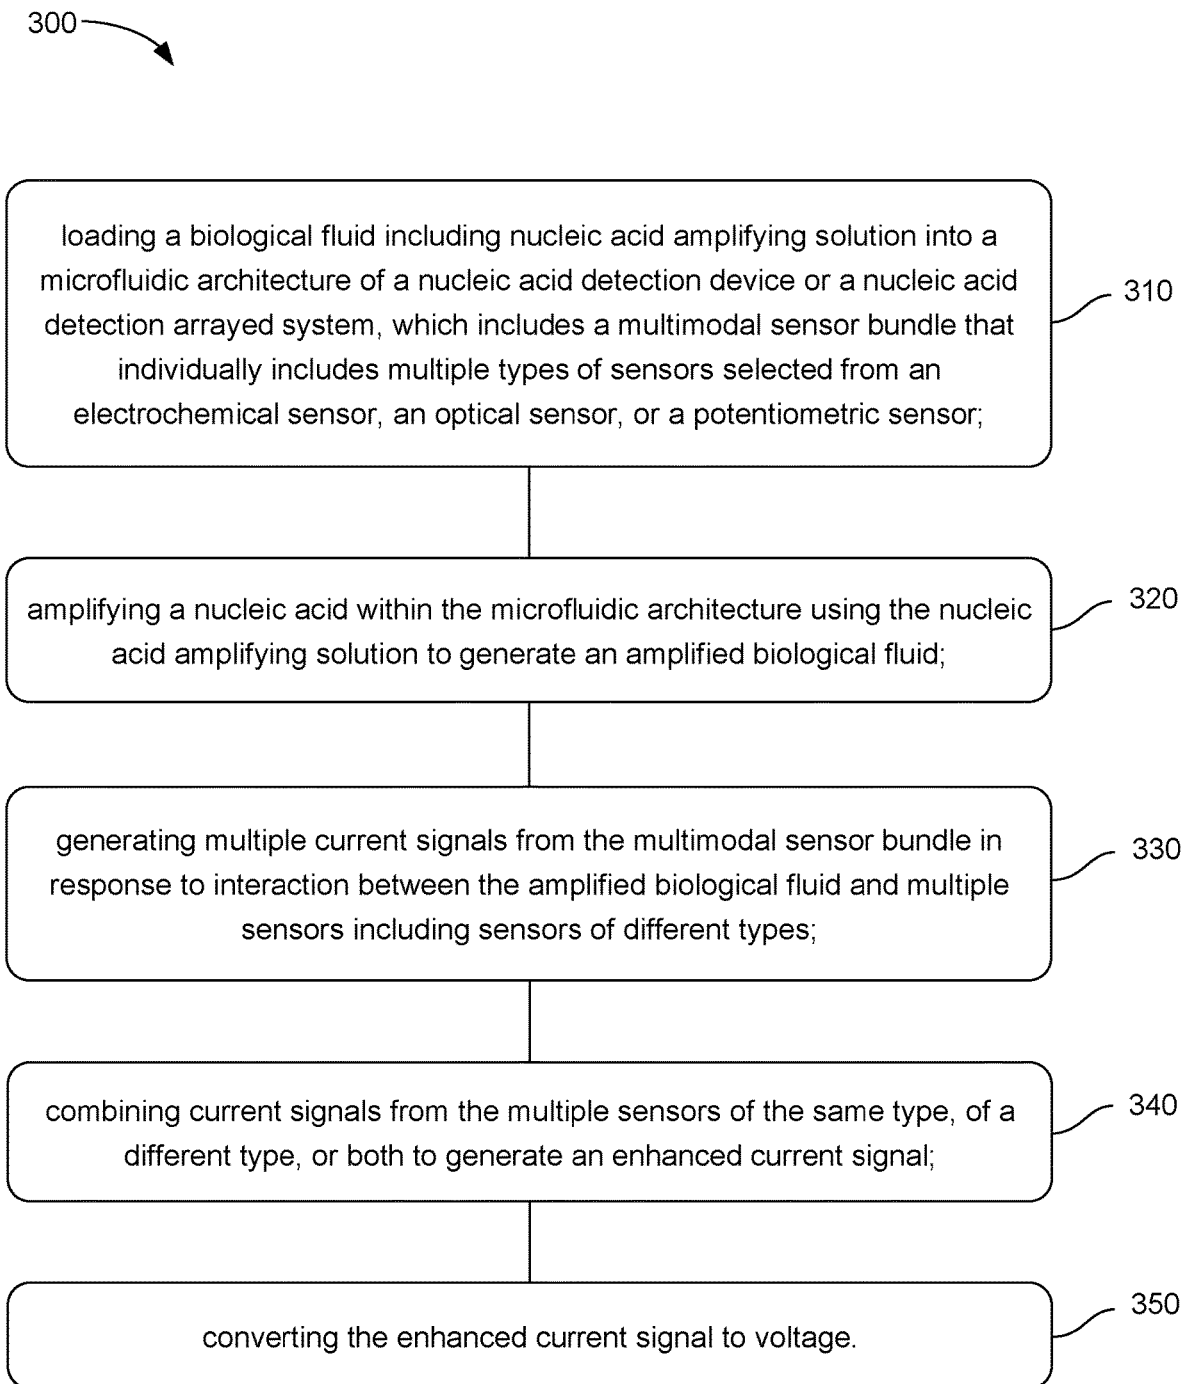 300
loading a biological fluid including nucleic acid amplifying solution into a
microfluidic architecture of a nucleic acid detection device or a nucleic acid
detection arrayed system, which includes a multimodal sensor bundle that
individually includes multiple types of sensors selected from an
electrochemical sensor, an optical sensor, or a potentiometric sensor;
310
amplifying a nucleic acid within the microfluidic architecture using the nucleic
acid amplifying solution to generate an amplified biological fluid;
320
generating multiple current signals from the multimodal sensor bundle in
response to interaction between the amplified biological fluid and multiple
sensors including sensors of different types;
330
combining current signals from the multiple sensors of the same type, of a
different type, or both to generate an enhanced current signal;
340
converting the enhanced current signal to voltage.
350